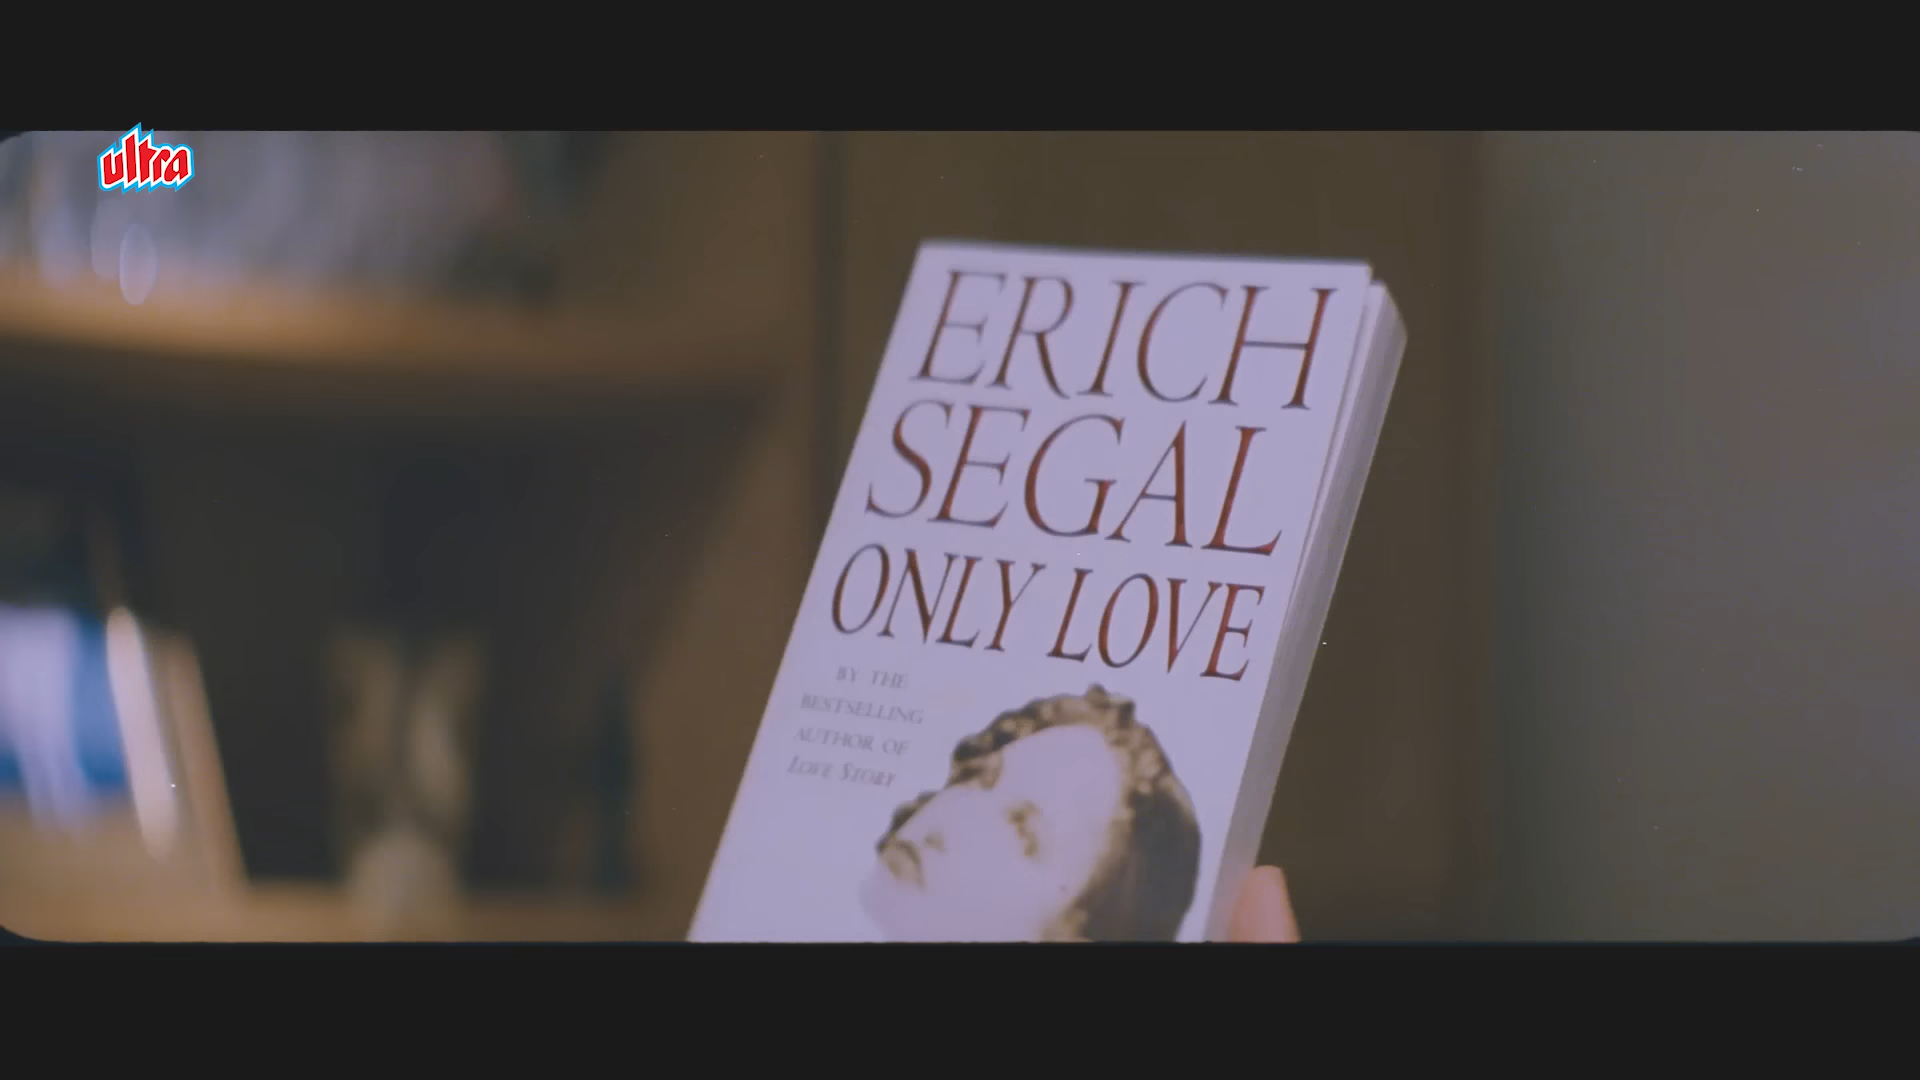 ultra
ERICH
SEGAL
ONLY LOVE
BY THE
BESTSELLING
AUTHOR OF
LOVE STORY